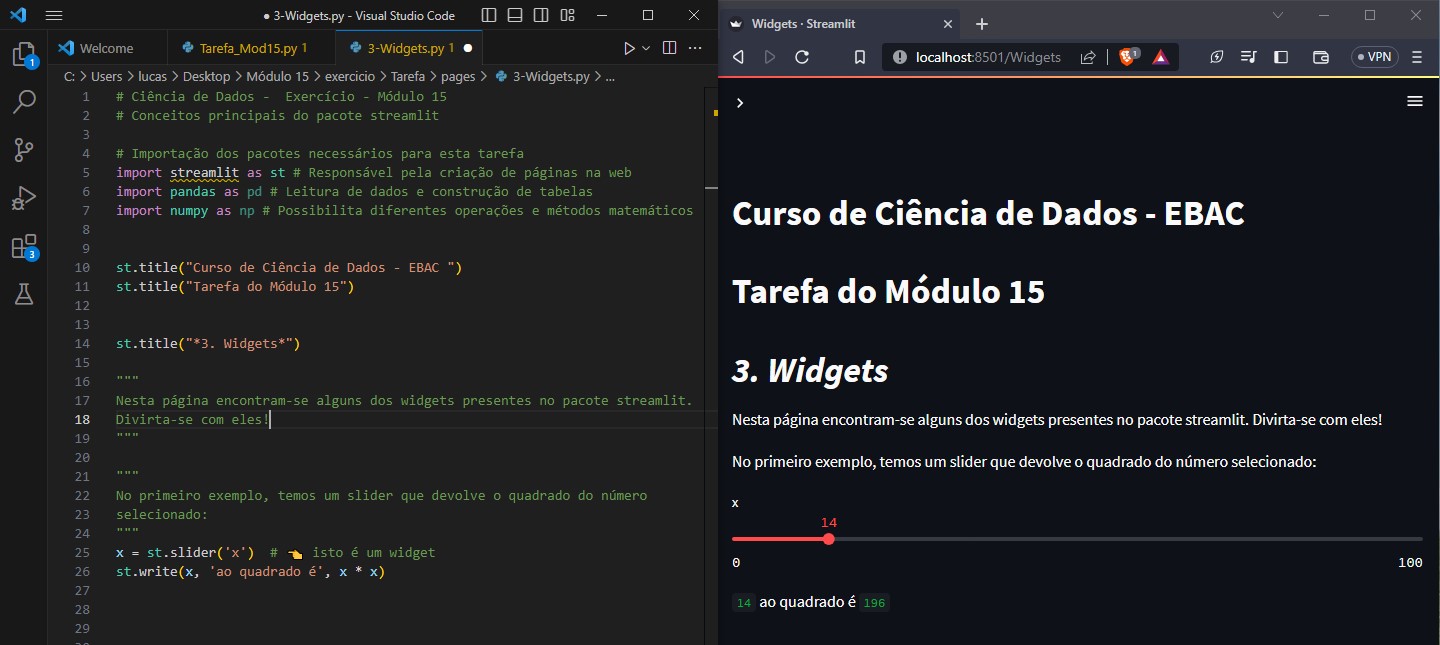 3-Widgets.py - Visual Studio Code
Welcome
Tarefa_Mod15.py 1
3-Widgets.py 1
C: > Users > lucas > Desktop > Módulo 15 > exercicio > Tarefa > pages > 3-Widgets.py > ...
1 # Ciência de Dados -  Exercício - Módulo 15
2 # Conceitos principais do pacote streamlit
3
4 # Importação dos pacotes necessários para esta tarefa
5 import streamlit as st # Responsável pela criação de páginas na web
6 import pandas as pd # Leitura de dados e construção de tabelas
7 import numpy as np # Possibilita diferentes operações e métodos matemáticos
8
9
10 st.title("Curso de Ciência de Dados - EBAC ")
11 st.title("Tarefa do Módulo 15")
12
13
14 st.title("*3. Widgets*")
15
16 """
17 Nesta página encontram-se alguns dos widgets presentes no pacote streamlit.
18 Divirta-se com eles!
19 """
20
21 """
22 No primeiro exemplo, temos um slider que devolve o quadrado do número
23 selecionado:
24 """
25 x = st.slider('x')  # 👈 isto é um widget
26 st.write(x, 'ao quadrado é', x * x)
27
28
29
1
3
Widgets · Streamlit
localhost:8501/Widgets
1
VPN
Curso de Ciência de Dados - EBAC
Tarefa do Módulo 15
3. Widgets
Nesta página encontram-se alguns dos widgets presentes no pacote streamlit. Divirta-se com eles!
No primeiro exemplo, temos um slider que devolve o quadrado do número selecionado:
x
14
0 100
14 ao quadrado é 196